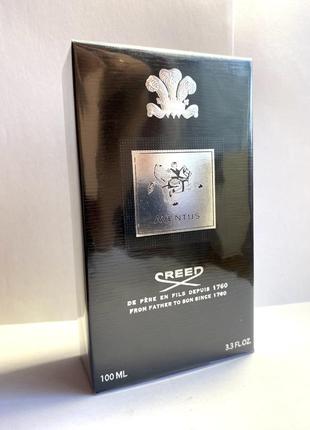 AVENTUS
CREED
DE PÈRE EN FILS DEPUIS 1760
FROM FATHER TO SON SINCE 1760
100 ML
3.3 FL.OZ.